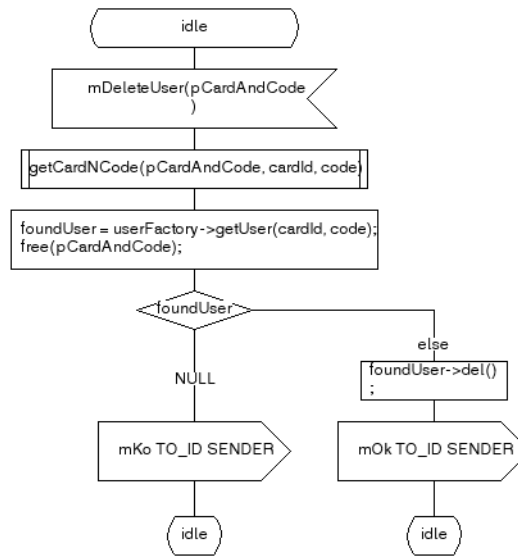 idle
mDeleteUser(pCardAndCode
)
getCardNCode(pCardAndCode, cardId, code)
foundUser = userFactory->getUser(cardId, code);
free(pCardAndCode);
foundUser
else
NULL
foundUser->del()
;
mKo TO_ID SENDER
mOk TO_ID SENDER
idle
idle